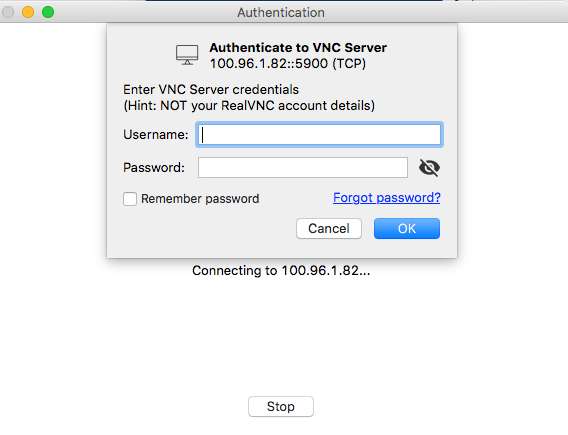 Authentication
Authenticate to VNC Server
100.96.1.82::5900 (TCP)
Enter VNC Server credentials
(Hint: NOT your RealVNC account details)
Username:
Password:
Remember password
Forgot password?
Cancel
OK
Connecting to 100.96.1.82...
Stop